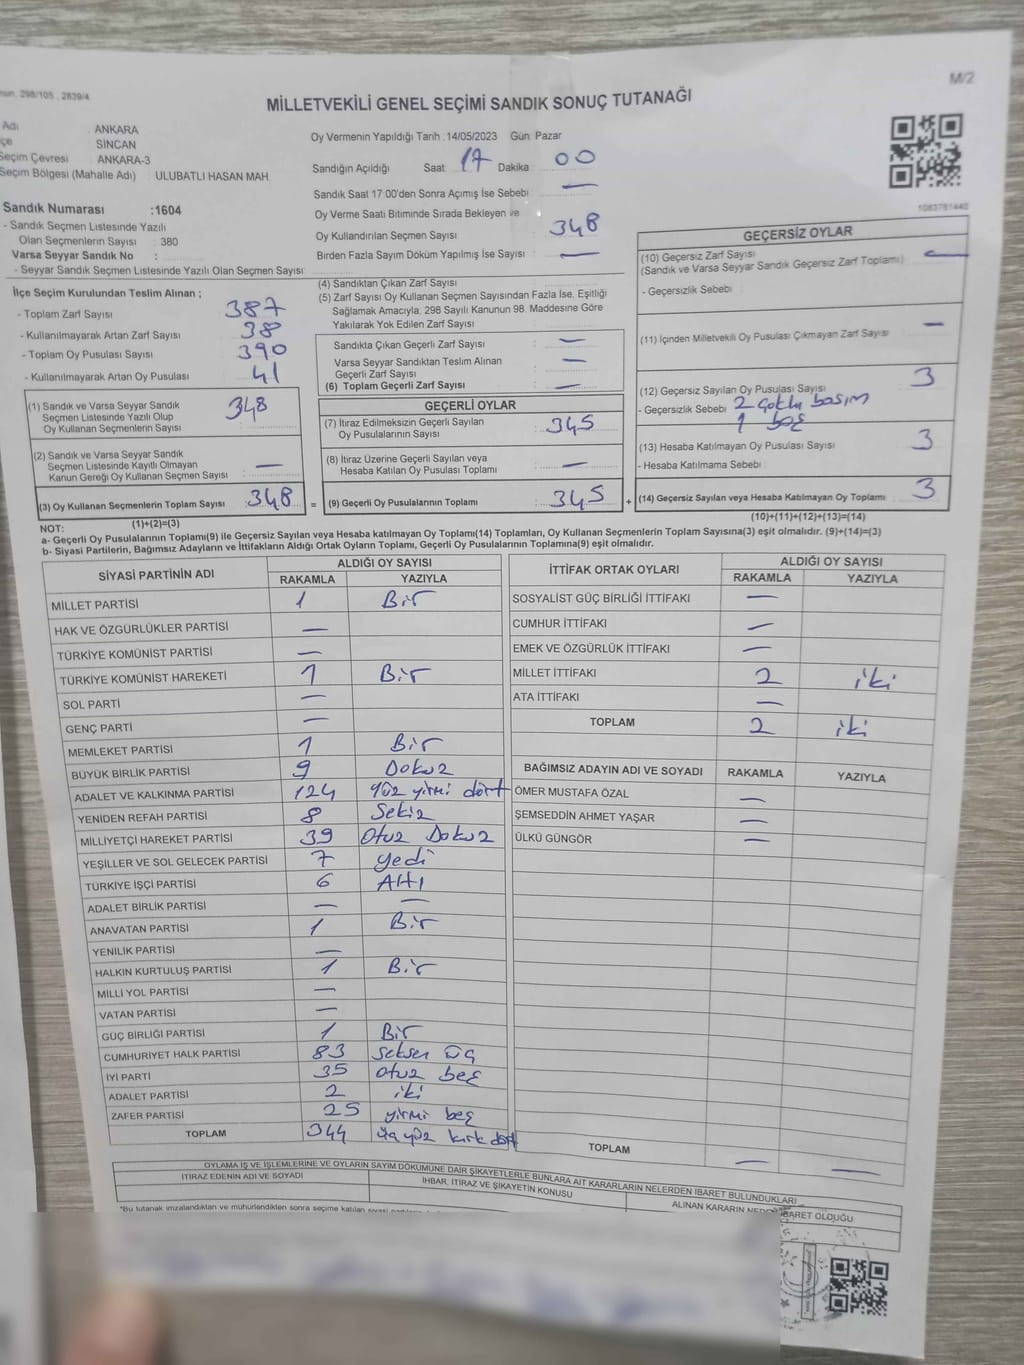 298/105 , 2839/4
M/2
MİLLETVEKİLİ GENEL SEÇİMİ SANDIK SONUÇ TUTANAĞI
Adı : ANKARA
SİNCAN
Seçim Çevresi : ANKARA-3
Seçim Bölgesi (Mahalle Adı) ULUBATLI HASAN MAH
Oy Vermenin Yapıldığı Tarih :14/05/2023 Gün Pazar
Sandığın Açıldığı Saat 17 Dakika 00
Sandık Saat 17:00'den Sonra Açımış İse Sebebi : —
Oy Verme Saati Bitiminde Sırada Bekleyen ve
Oy Kullandırılan Seçmen Sayısı 348
Birden Fazla Sayım Döküm Yapılmış İse Sayısı : —
1083781440
Sandık Numarası :1604
- Sandık Seçmen Listesinde Yazılı
Olan Seçmenlerin Sayısı : 380
Varsa Seyyar Sandık No :
- Seyyar Sandık Seçmen Listesinde Yazılı Olan Seçmen Sayısı :
İlçe Seçim Kurulundan Teslim Alınan ;
- Toplam Zarf Sayısı : 387
- Kullanılmayarak Artan Zarf Sayısı : 38
- Toplam Oy Pusulası Sayısı : 390
- Kullanılmayarak Artan Oy Pusulası : 41
(1) Sandık ve Varsa Seyyar Sandık
Seçmen Listesinde Yazılı Olup
Oy Kullanan Seçmenlerin Sayısı : 348
(2) Sandık ve Varsa Seyyar Sandık
Seçmen Listesinde Kayıtlı Olmayan
Kanun Gereği Oy Kullanan Seçmen Sayısı : —
(3) Oy Kullanan Seçmenlerin Toplam Sayısı 348
(1)+(2)=(3)
(4) Sandıktan Çıkan Zarf Sayısı :
(5) Zarf Sayısı Oy Kullanan Seçmen Sayısından Fazla İse, Eşitliği
Sağlamak Amacıyla, 298 Sayılı Kanunun 98. Maddesine Göre
Yakılarak Yok Edilen Zarf Sayısı :
Sandıkta Çıkan Geçerli Zarf Sayısı : —
Varsa Seyyar Sandıktan Teslim Alınan
Geçerli Zarf Sayısı : —
(6) Toplam Geçerli Zarf Sayısı : —
GEÇERLİ OYLAR
(7) İtiraz Edilmeksizin Geçerli Sayılan
Oy Pusulalarının Sayısı : 345
(8) İtiraz Üzerine Geçerli Sayılan veya
Hesaba Katılan Oy Pusulası Toplamı : —
= (9) Geçerli Oy Pusulalarının Toplamı : 345 +
GEÇERSİZ OYLAR
(10) Geçersiz Zarf Sayısı
(Sandık ve Varsa Seyyar Sandık Geçersiz Zarf Toplamı) : —
- Geçersizlik Sebebi :
(11) İçinden Milletvekili Oy Pusulası Çıkmayan Zarf Sayısı —
(12) Geçersiz Sayılan Oy Pusulası Sayısı 3
- Geçersizlik Sebebi 2 çoklu basım
1 boş
(13) Hesaba Katılmayan Oy Pusulası Sayısı 3
- Hesaba Katılmama Sebebi :
(14) Geçersiz Sayılan veya Hesaba Katılmayan Oy Toplamı : 3
(10)+(11)+(12)+(13)=(14)
NOT:
a- Geçerli Oy Pusulalarının Toplamı(9) ile Geçersiz Sayılan veya Hesaba katılmayan Oy Toplamı(14) Toplamları, Oy Kullanan Seçmenlerin Toplam Sayısına(3) eşit olmalıdır. (9)+(14)=(3)
b- Siyasi Partilerin, Bağımsız Adayların ve İttifakların Aldığı Ortak Oyların Toplamı, Geçerli Oy Pusulalarının Toplamına(9) eşit olmalıdır.
SİYASİ PARTİNİN ADI ALDIĞI OY SAYISI
RAKAMLA YAZIYLA
MİLLET PARTİSİ 1 Bir
HAK VE ÖZGÜRLÜKLER PARTİSİ —
TÜRKİYE KOMÜNİST PARTİSİ —
TÜRKİYE KOMÜNİST HAREKETİ 1 Bir
SOL PARTİ —
GENÇ PARTİ —
MEMLEKET PARTİSİ 1 Bir
BÜYÜK BİRLİK PARTİSİ 9 Dokuz
ADALET VE KALKINMA PARTİSİ 124 Yüz yirmi dört
YENİDEN REFAH PARTİSİ 8 Sekiz
MİLLİYETÇİ HAREKET PARTİSİ 39 Otuz Dokuz
YEŞİLLER VE SOL GELECEK PARTİSİ 7 yedi
TÜRKİYE İŞÇİ PARTİSİ 6 Altı
ADALET BİRLİK PARTİSİ — —
ANAVATAN PARTİSİ 1 Bir
YENİLİK PARTİSİ —
HALKIN KURTULUŞ PARTİSİ 1 Bir
MİLLİ YOL PARTİSİ —
VATAN PARTİSİ —
GÜÇ BİRLİĞİ PARTİSİ 1 Bir
CUMHURİYET HALK PARTİSİ 83 seksen üç
İYİ PARTİ 35 otuz beş
ADALET PARTİSİ 2 iki
ZAFER PARTİSİ 25 yirmi beş
TOPLAM 344 üçyüz kırk dört
İTTİFAK ORTAK OYLARI ALDIĞI OY SAYISI
RAKAMLA YAZIYLA
SOSYALİST GÜÇ BİRLİĞİ İTTİFAKI —
CUMHUR İTTİFAKI —
EMEK VE ÖZGÜRLÜK İTTİFAKI —
MİLLET İTTİFAKI 2 iki
ATA İTTİFAKI —
TOPLAM 2 iki
BAĞIMSIZ ADAYIN ADI VE SOYADI RAKAMLA YAZIYLA
ÖMER MUSTAFA ÖZAL —
ŞEMSEDDİN AHMET YAŞAR —
ÜLKÜ GÜNGÖR —
TOPLAM — —
OYLAMA İŞ VE İŞLEMLERİNE VE OYLARIN SAYIM DÖKÜMÜNE DAİR ŞİKAYETLERLE BUNLARA AİT KARARLARIN NELERDEN İBARET BULUNDUKLARI
İTİRAZ EDENİN ADI VE SOYADI
İHBAR, İTİRAZ VE ŞİKAYETİN KONUSU
ALINAN KARARIN İBARET OLDUĞU
*Bu tutanak imzalandıktan ve mühürlendikten sonra seçime katılan